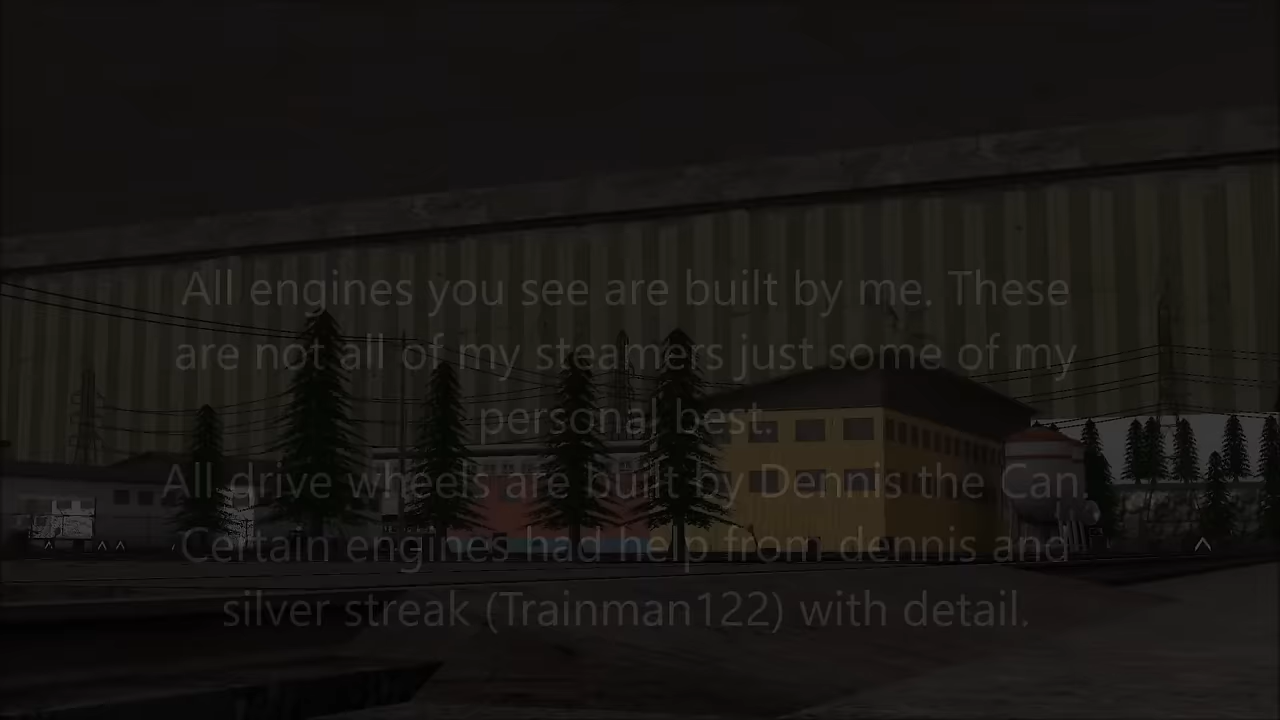 All engines you see are built by me. These
are not all of my steamers just some of my
personal best.
All drive wheels are built by Dennis the Can.
Certain engines had help from dennis and
silver streak (Trainman122) with detail.